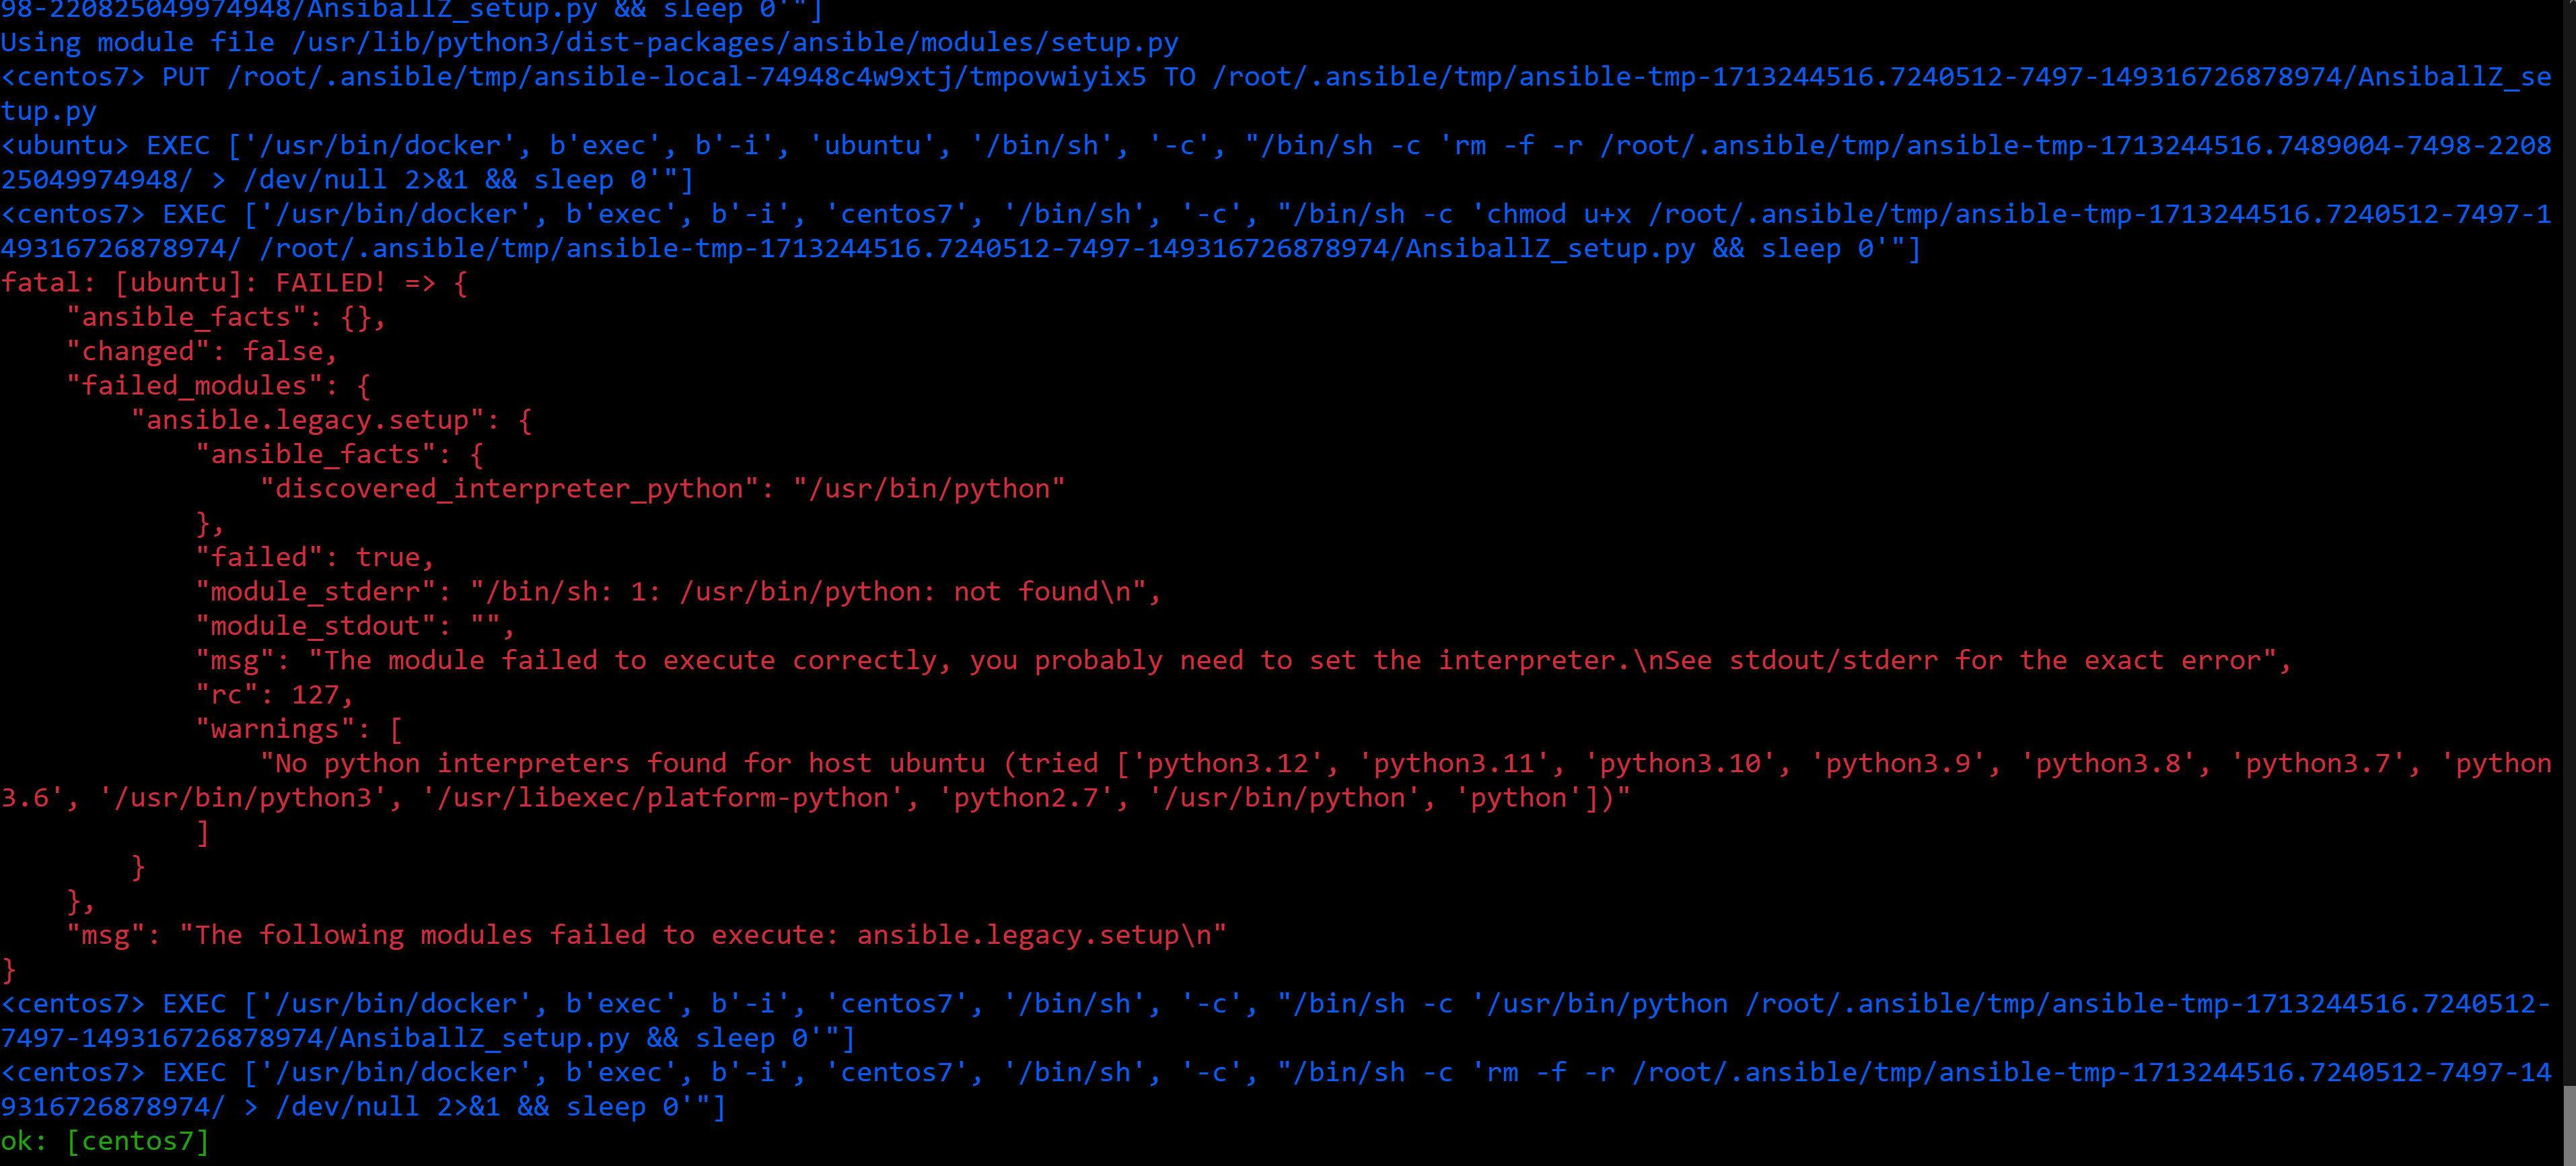 98-220825049974948/AnsiballZ_setup.py && sleep 0'"]
Using module file /usr/lib/python3/dist-packages/ansible/modules/setup.py
<centos7> PUT /root/.ansible/tmp/ansible-local-74948c4w9xtj/tmpovwiyix5 TO /root/.ansible/tmp/ansible-tmp-1713244516.7240512-7497-149316726878974/AnsiballZ_se
tup.py
<ubuntu> EXEC ['/usr/bin/docker', b'exec', b'-i', 'ubuntu', '/bin/sh', '-c', "/bin/sh -c 'rm -f -r /root/.ansible/tmp/ansible-tmp-1713244516.7489004-7498-2208
25049974948/ > /dev/null 2>&1 && sleep 0'"]
<centos7> EXEC ['/usr/bin/docker', b'exec', b'-i', 'centos7', '/bin/sh', '-c', "/bin/sh -c 'chmod u+x /root/.ansible/tmp/ansible-tmp-1713244516.7240512-7497-1
49316726878974/ /root/.ansible/tmp/ansible-tmp-1713244516.7240512-7497-149316726878974/AnsiballZ_setup.py && sleep 0'"]
fatal: [ubuntu]: FAILED! => {
    "ansible_facts": {},
    "changed": false,
    "failed_modules": {
        "ansible.legacy.setup": {
            "ansible_facts": {
                "discovered_interpreter_python": "/usr/bin/python"
            },
            "failed": true,
            "module_stderr": "/bin/sh: 1: /usr/bin/python: not found\n",
            "module_stdout": "",
            "msg": "The module failed to execute correctly, you probably need to set the interpreter.\nSee stdout/stderr for the exact error",
            "rc": 127,
            "warnings": [
                "No python interpreters found for host ubuntu (tried ['python3.12', 'python3.11', 'python3.10', 'python3.9', 'python3.8', 'python3.7', 'python
3.6', '/usr/bin/python3', '/usr/libexec/platform-python', 'python2.7', '/usr/bin/python', 'python'])"
            ]
        }
    },
    "msg": "The following modules failed to execute: ansible.legacy.setup\n"
}
<centos7> EXEC ['/usr/bin/docker', b'exec', b'-i', 'centos7', '/bin/sh', '-c', "/bin/sh -c '/usr/bin/python /root/.ansible/tmp/ansible-tmp-1713244516.7240512-
7497-149316726878974/AnsiballZ_setup.py && sleep 0'"]
<centos7> EXEC ['/usr/bin/docker', b'exec', b'-i', 'centos7', '/bin/sh', '-c', "/bin/sh -c 'rm -f -r /root/.ansible/tmp/ansible-tmp-1713244516.7240512-7497-14
9316726878974/ > /dev/null 2>&1 && sleep 0'"]
ok: [centos7]